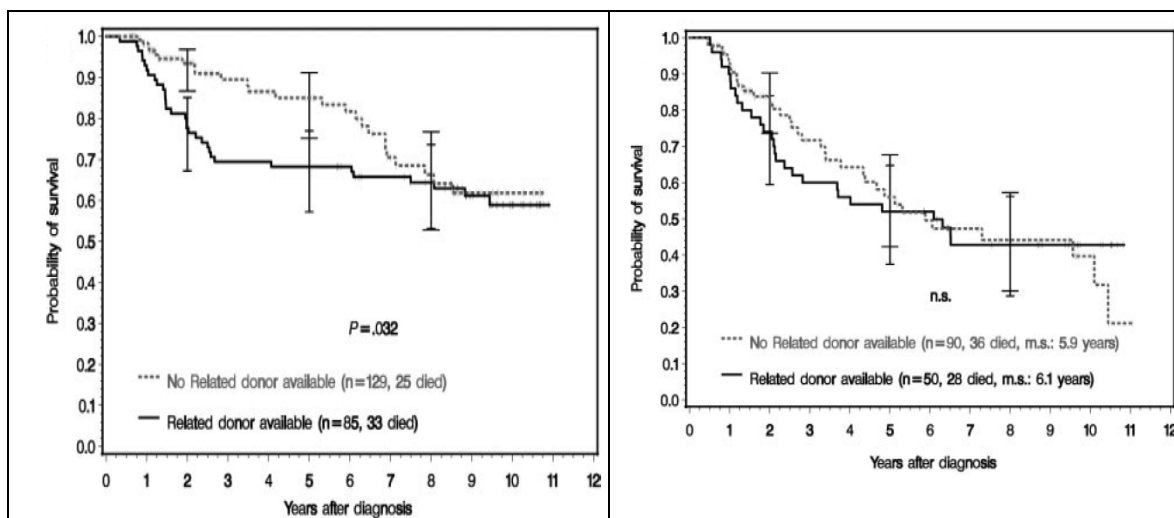 1.0
0.9
0.8
0.7
0.6
0.5
0.4
0.3
0.2
0.1
0.0
Probability of survival
P=.032
No Related donor available (n=129, 25 died)
Related donor available (n=85, 33 died)
0 1 2 3 4 5 6 7 8 9 10 11 12
Years after diagnosis
1.0
0.9
0.8
0.7
0.6
0.5
0.4
0.3
0.2
0.1
0.0
Probability of survival
n.s.
No Related donor available (n=90, 36 died, m.s.: 5.9 years)
Related donor available (n=50, 28 died, m.s.: 6.1 years)
0 1 2 3 4 5 6 7 8 9 10 11 12
Years after diagnosis